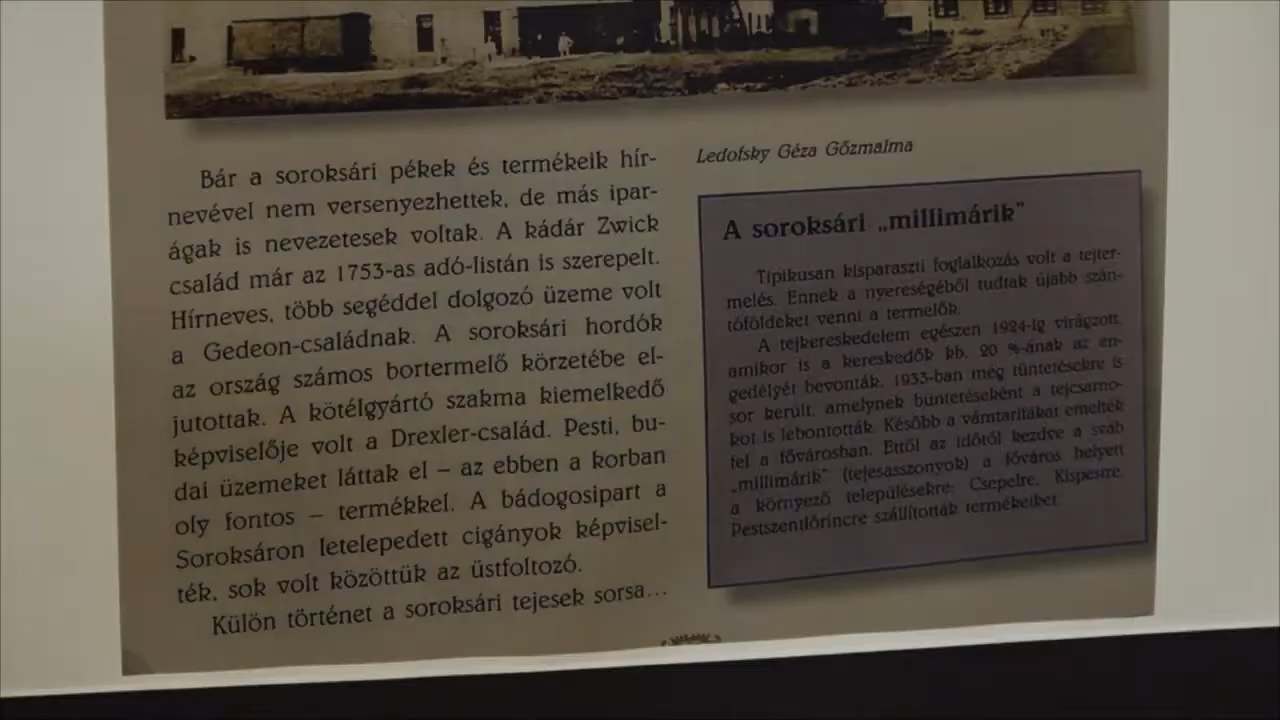 Bár a soroksári pékek és termékeik hír-
nevével nem versenyezhettek, de más ipar-
ágak is nevezetesek voltak. A kádár Zwick
család már az 1753-as adó-listán is szerepelt.
Hírneves, több segéddel dolgozó üzeme volt
a Gedeon-családnak. A soroksári hordók
az ország számos bortermelő körzetébe el-
jutottak. A kötélgyártó szakma kiemelkedő
képviselője volt a Drexler-család. Pesti, bu-
dai üzemeket láttak el – az ebben a korban
oly fontos – termékkel. A bádogosipart a
Soroksáron letelepedett cigányok képvisel-
ték, sok volt közöttük az üstfoltozó.
Külön történet a soroksári tejesek sorsa...
Ledofsky Géza Gőzmalma
A soroksári „millimárik"
Tipikusan kisparaszti foglalkozás volt a tejter-
melés. Ennek a nyereségéből tudtak újabb szán-
tóföldeket venni a termelők.
A tejkereskedelem egészen 1924-ig virágzott,
amikor is a kereskedők kb. 20 %-ának az en-
gedélyét bevonták. 1933-ban még tüntetésekre is
sor került, amelynek büntetéseként a tejcsarno-
kot is lebontották. Később a vámtarifákat emelték
fel a fővárosban. Ettől az időtől kezdve a sváb
„millimárik" (tejesasszonyok) a főváros helyett
a környező településekre: Csepelre, Kispestre,
Pestszentlőrincre szállították termékeiket.